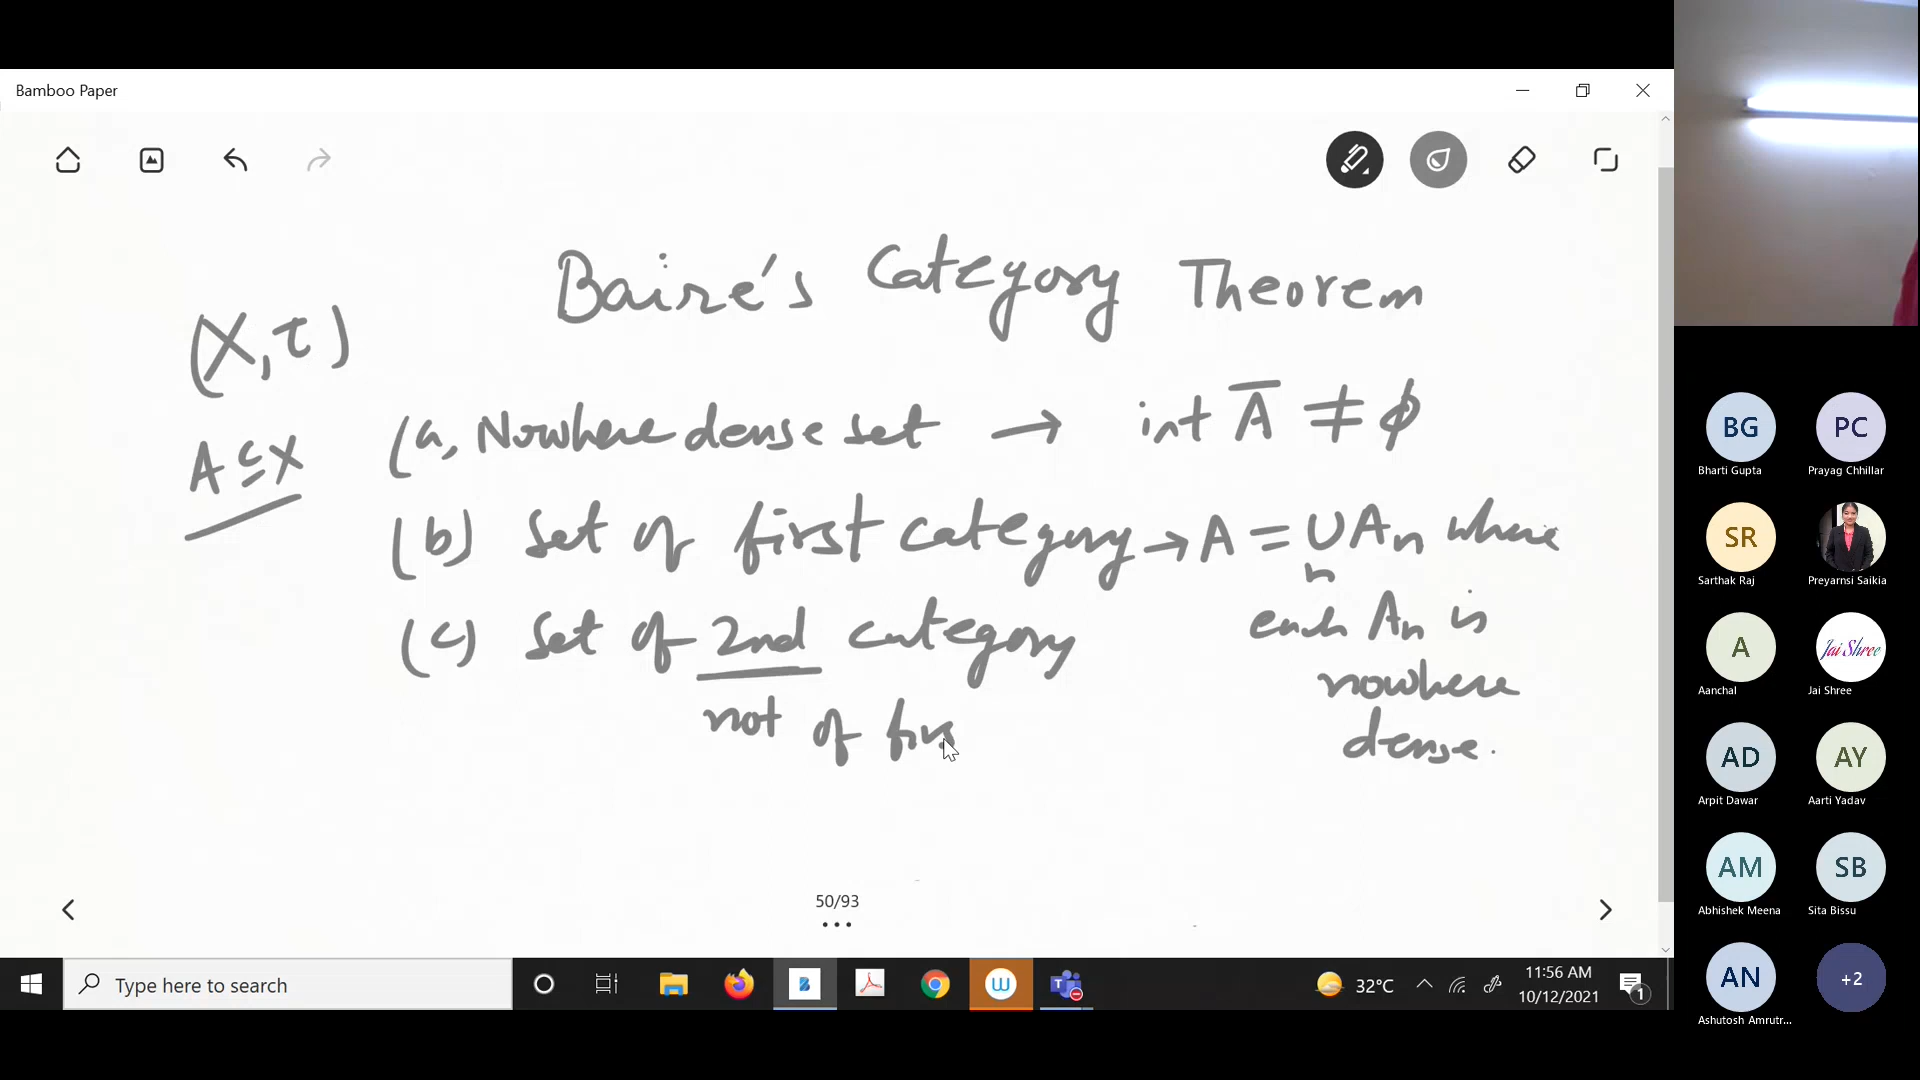 Bamboo Paper
Baire's Category Theorem
(X, τ)
A ⊆ X
(a, Nowhere dense set → int A̅ ≠ ϕ
(b) Set of first category → A = ∪ Aₙ where
n
each Aₙ is
nowhere
dense.
(c) Set of 2nd category
not of firs
50/93
BG
Bharti Gupta
PC
Prayag Chhillar
SR
Sarthak Raj
Preyarnsi Saikia
A
Aanchal
Jai Shree
Jai Shree
AD
Arpit Dawar
AY
Aarti Yadav
AM
Abhishek Meena
SB
Sita Bissu
AN
Ashutosh Amrutr...
+2
Type here to search
32°C
11:56 AM
10/12/2021
1